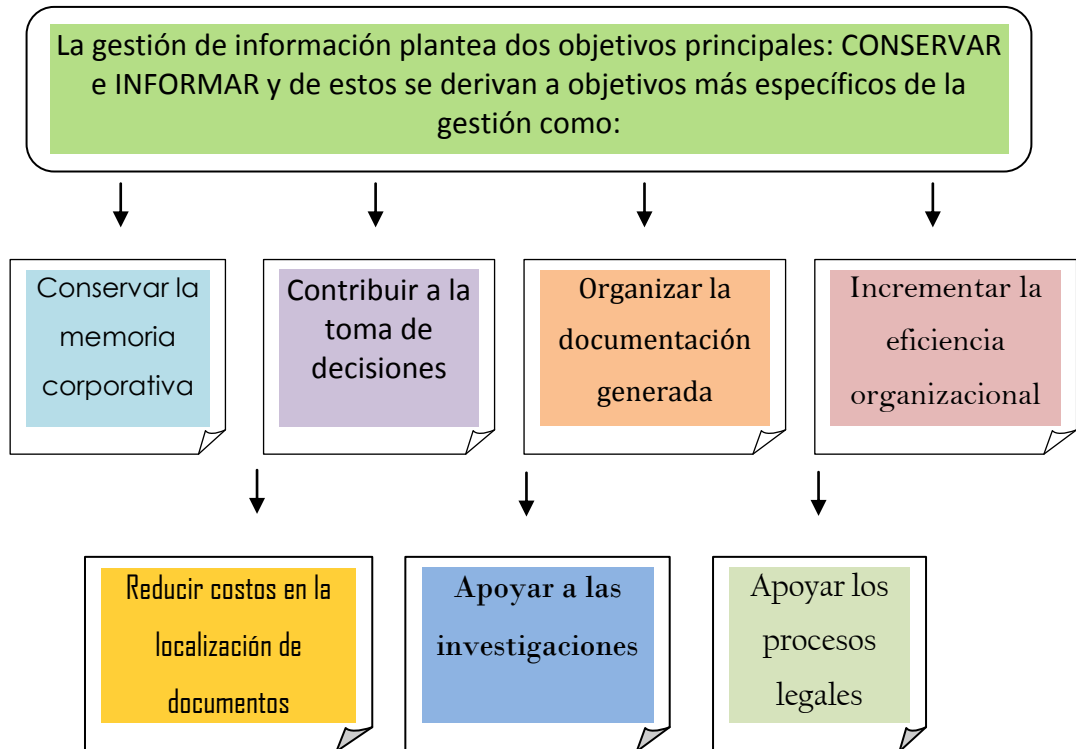 La gestión de información plantea dos objetivos principales: CONSERVAR
e INFORMAR y de estos se derivan a objetivos más específicos de la
gestión como:
Conservar la
memoria
corporativa
Contribuir a la
toma de
decisiones
Organizar la
documentación
generada
Incrementar la
eficiencia
organizacional
Reducir costos en la
localización de
documentos
Apoyar a las
investigaciones
Apoyar los
procesos
legales